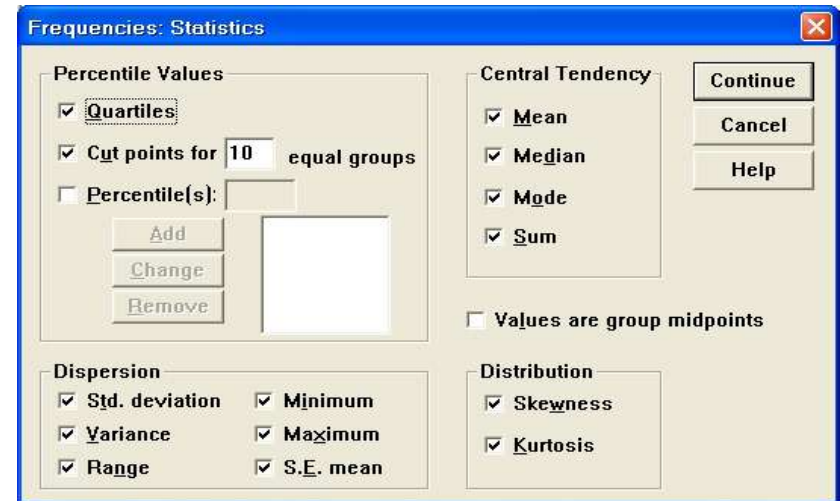 Frequencies: Statistics
Percentile Values
Quartiles
Cut points for 10 equal groups
Percentile(s):
Add
Change
Remove
Central Tendency
Mean
Median
Mode
Sum
Continue
Cancel
Help
Values are group midpoints
Dispersion
Std. deviation Minimum
Variance Maximum
Range S.E. mean
Distribution
Skewness
Kurtosis